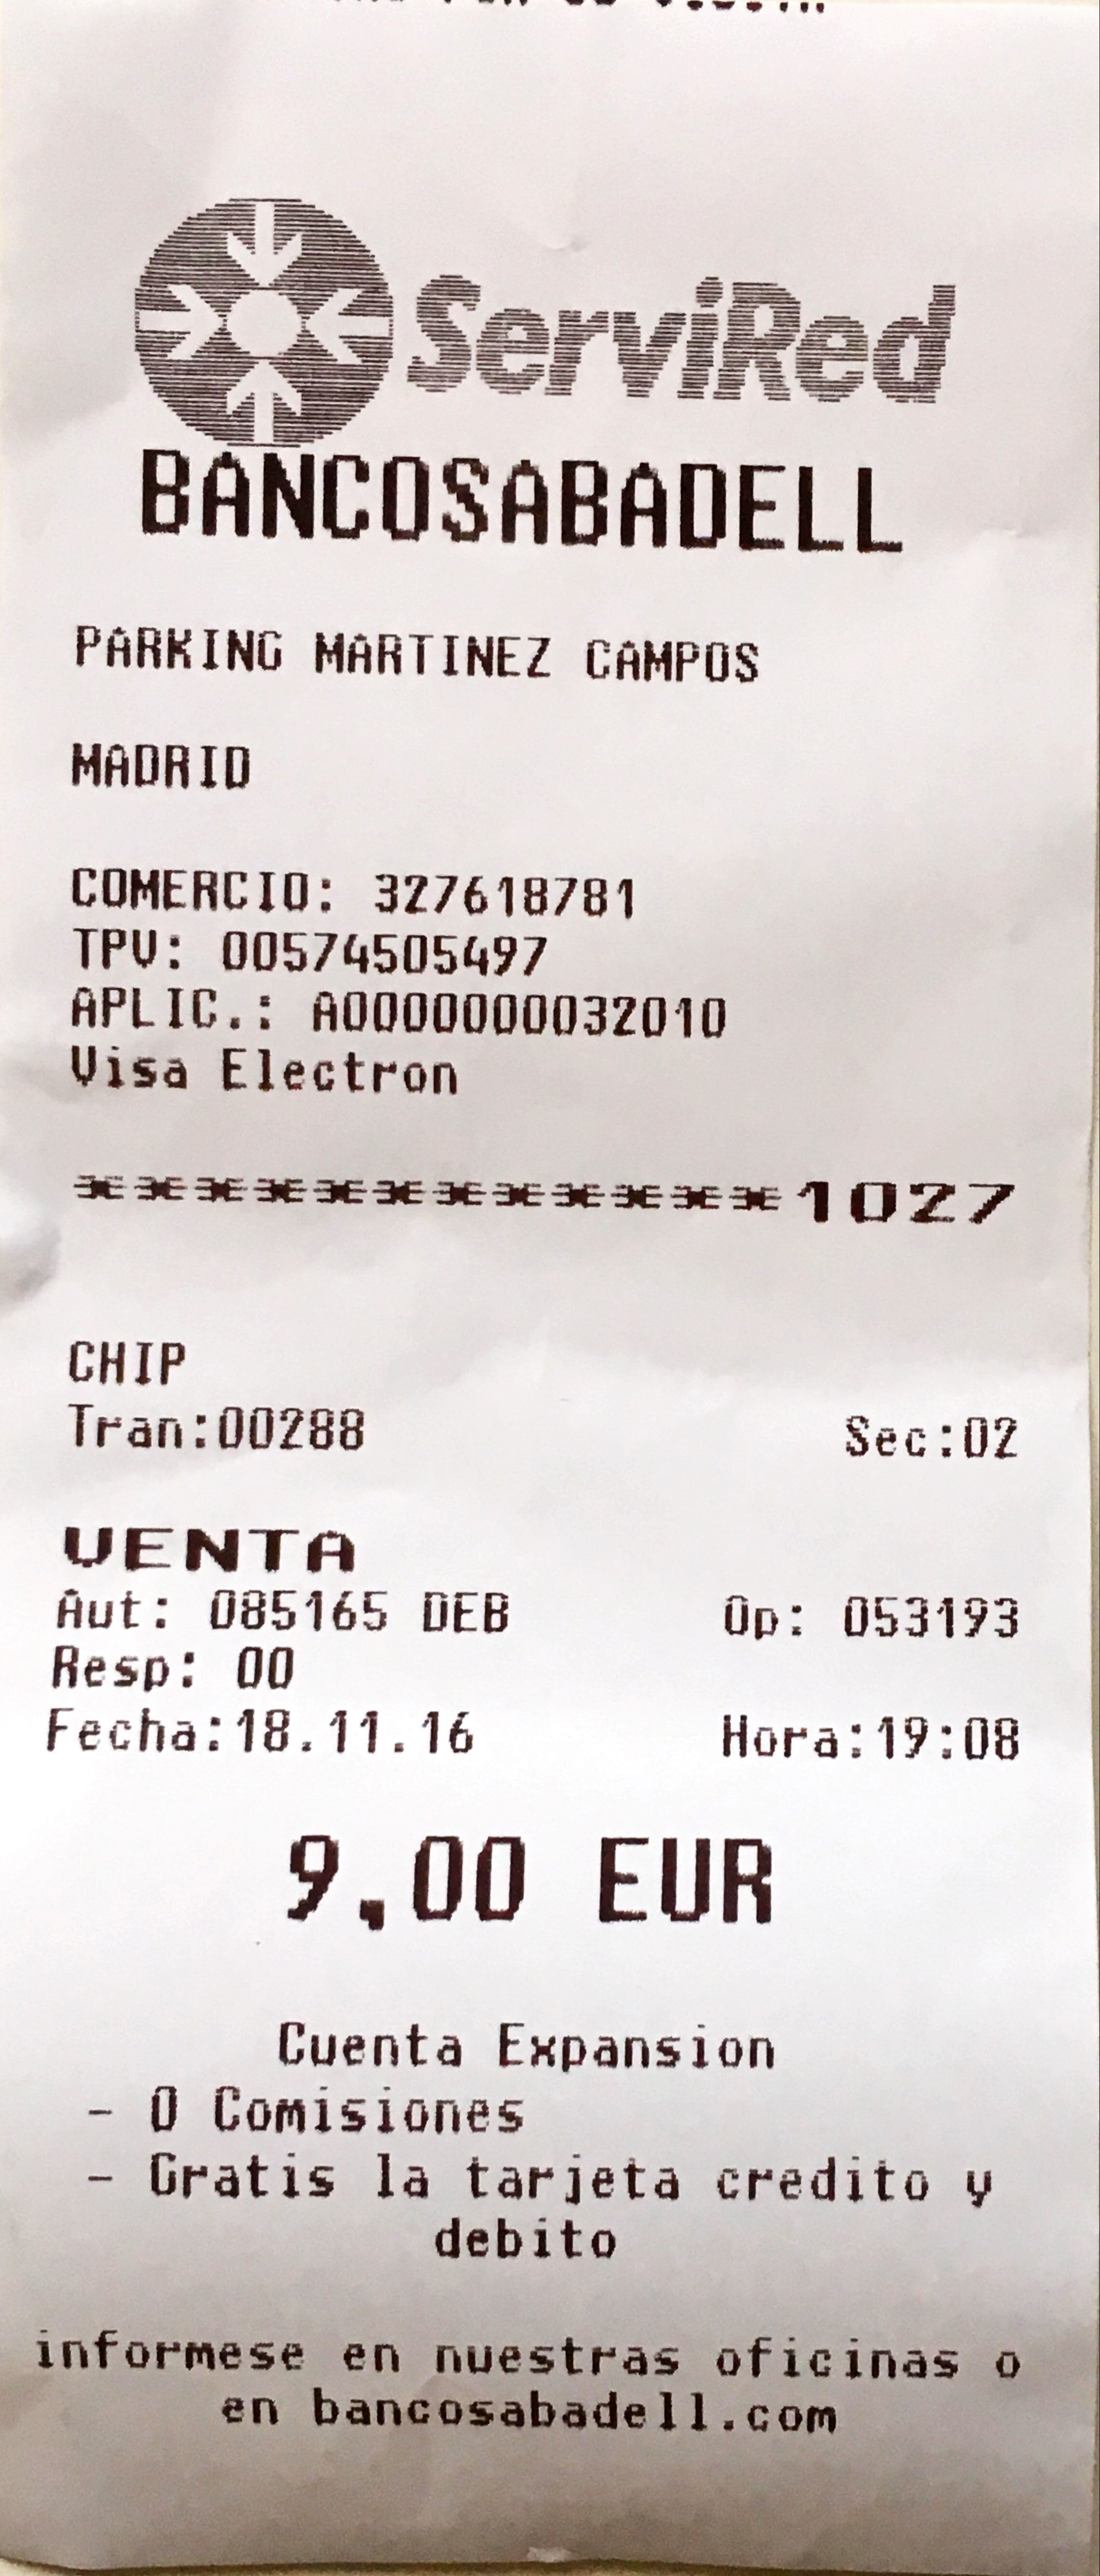 ServiRed
BANCOSABADELL
PARKING MARTINEZ CAMPOS
MADRID
COMERCIO: 327618781
TPV: 00574505497
APLIC.: A0000000032010
Visa Electron
************1027
CHIP
Tran:00288 Sec:02
VENTA
Aut: 085165 DEB Op: 053193
Resp: 00
Fecha:18.11.16 Hora:19:08
9,00 EUR
Cuenta Expansion
- 0 Comisiones
- Gratis la tarjeta credito y
debito
informese en nuestras oficinas o
en bancosabadell.com